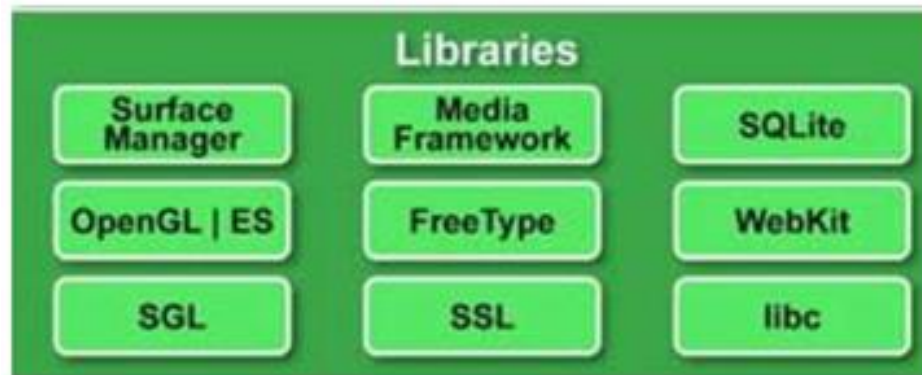 Libraries
Surface
Manager
Media
Framework
SQLite
OpenGL | ES
FreeType
WebKit
SGL
SSL
libc